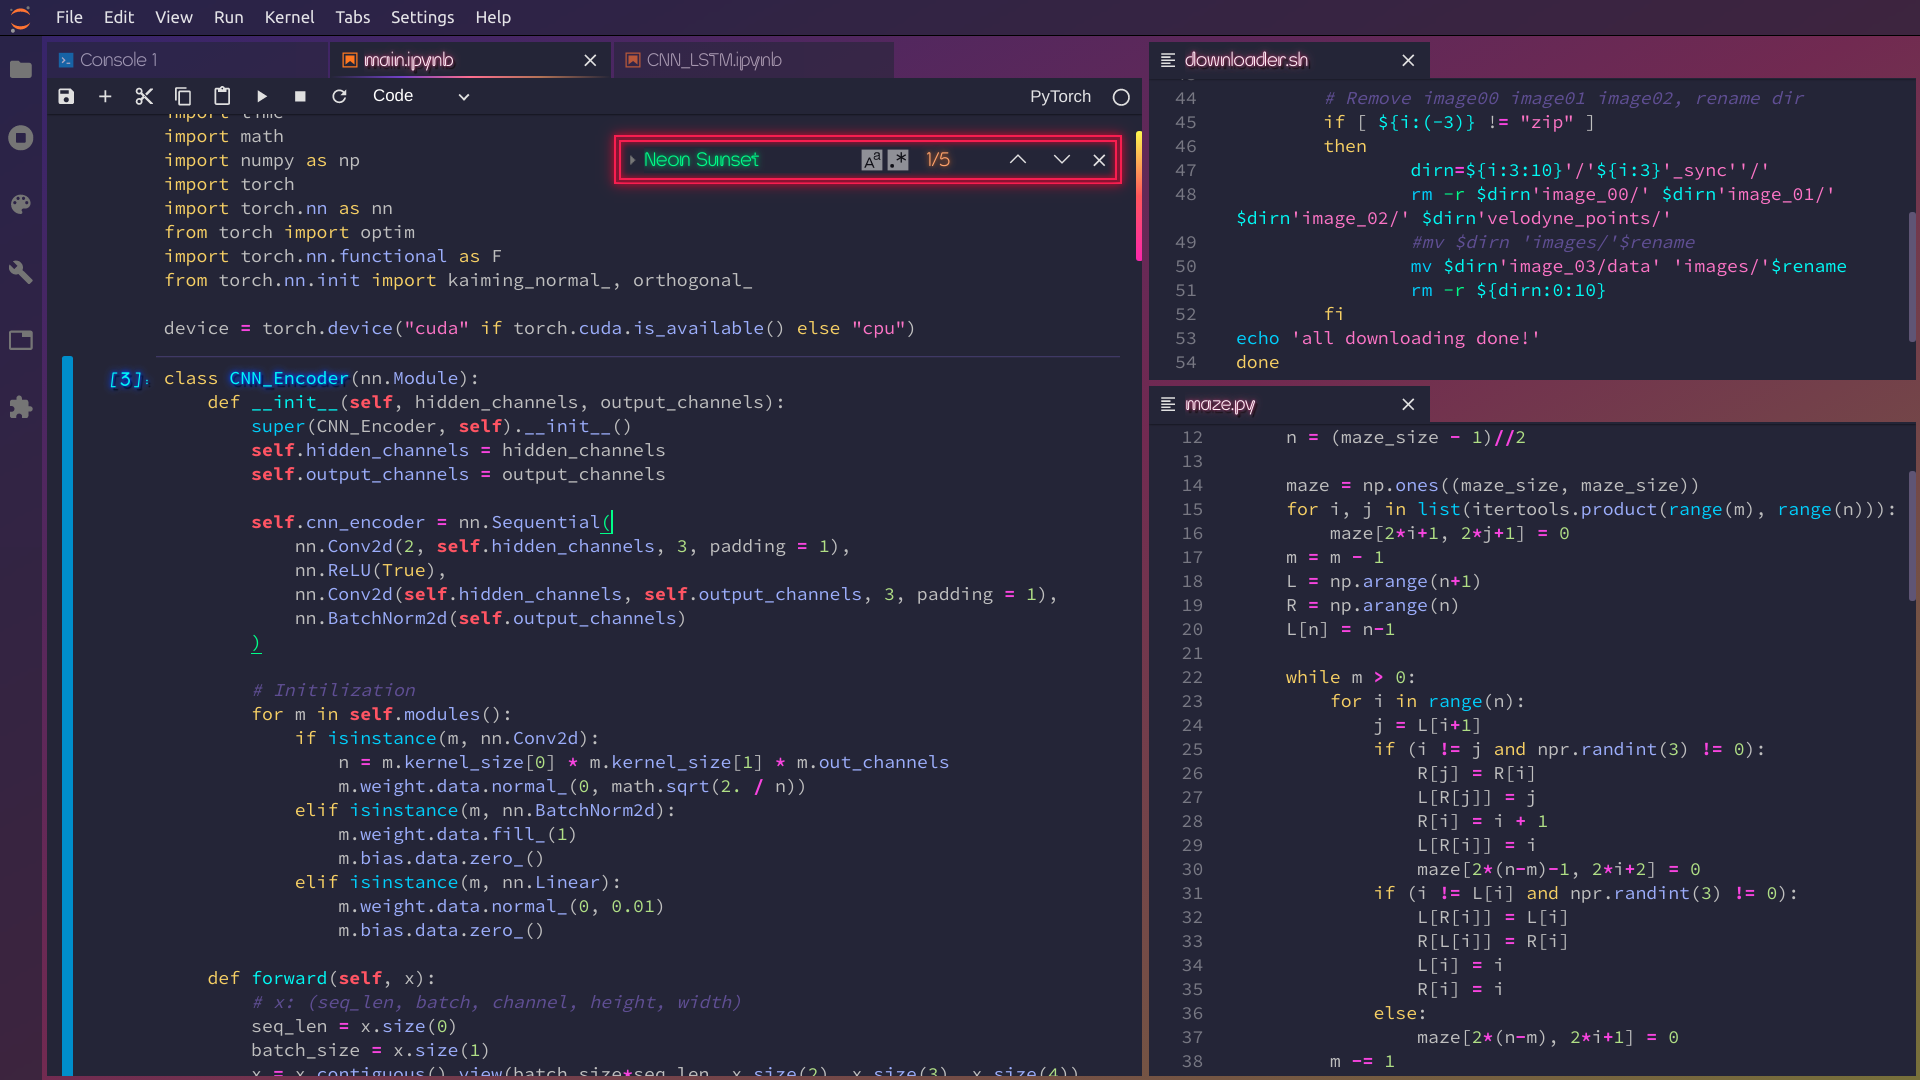 File Edit View Run Kernel Tabs Settings Help
Console 1
main.ipynb
CNN_LSTM.ipynb
Code
PyTorch
import time
import math
import numpy as np
import torch
import torch.nn as nn
from torch import optim
import torch.nn.functional as F
from torch.nn.init import kaiming_normal_, orthogonal_
device = torch.device("cuda" if torch.cuda.is_available() else "cpu")
Neon Sunset Aa .* 1/5
[3]: class CNN_Encoder(nn.Module):
def __init__(self, hidden_channels, output_channels):
super(CNN_Encoder, self).__init__()
self.hidden_channels = hidden_channels
self.output_channels = output_channels
self.cnn_encoder = nn.Sequential(
nn.Conv2d(2, self.hidden_channels, 3, padding = 1),
nn.ReLU(True),
nn.Conv2d(self.hidden_channels, self.output_channels, 3, padding = 1),
nn.BatchNorm2d(self.output_channels)
)
# Initilization
for m in self.modules():
if isinstance(m, nn.Conv2d):
n = m.kernel_size[0] * m.kernel_size[1] * m.out_channels
m.weight.data.normal_(0, math.sqrt(2. / n))
elif isinstance(m, nn.BatchNorm2d):
m.weight.data.fill_(1)
m.bias.data.zero_()
elif isinstance(m, nn.Linear):
m.weight.data.normal_(0, 0.01)
m.bias.data.zero_()
def forward(self, x):
# x: (seq_len, batch, channel, height, width)
seq_len = x.size(0)
batch_size = x.size(1)
x = x.contiguous().view(batch_size*seq_len, x.size(2), x.size(3), x.size(4))
downloader.sh
44 # Remove image00 image01 image02, rename dir
45 if [ ${i:(-3)} != "zip" ]
46 then
47 dirn=${i:3:10}'/'${i:3}'_sync''/'
48 rm -r $dirn'image_00/' $dirn'image_01/'
$dirn'image_02/' $dirn'velodyne_points/'
49 #mv $dirn 'images/'$rename
50 mv $dirn'image_03/data' 'images/'$rename
51 rm -r ${dirn:0:10}
52 fi
53 echo 'all downloading done!'
54 done
maze.py
12 n = (maze_size - 1)//2
13
14 maze = np.ones((maze_size, maze_size))
15 for i, j in list(itertools.product(range(m), range(n))):
16 maze[2*i+1, 2*j+1] = 0
17 m = m - 1
18 L = np.arange(n+1)
19 R = np.arange(n)
20 L[n] = n-1
21
22 while m > 0:
23 for i in range(n):
24 j = L[i+1]
25 if (i != j and npr.randint(3) != 0):
26 R[j] = R[i]
27 L[R[j]] = j
28 R[i] = i + 1
29 L[R[i]] = i
30 maze[2*(n-m)-1, 2*i+2] = 0
31 if (i != L[i] and npr.randint(3) != 0):
32 L[R[i]] = L[i]
33 R[L[i]] = R[i]
34 L[i] = i
35 R[i] = i
36 else:
37 maze[2*(n-m), 2*i+1] = 0
38 m -= 1